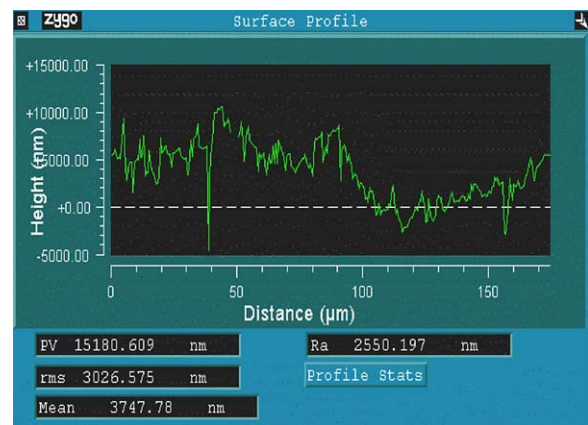 zygo Surface Profile
+15000.00
+10000.00
+5000.00
+0.00
-5000.00
Height (nm)
0 50 100 150
Distance (µm)
PV 15180.609 nm Ra 2550.197 nm
rms 3026.575 nm Profile Stats
Mean 3747.78 nm